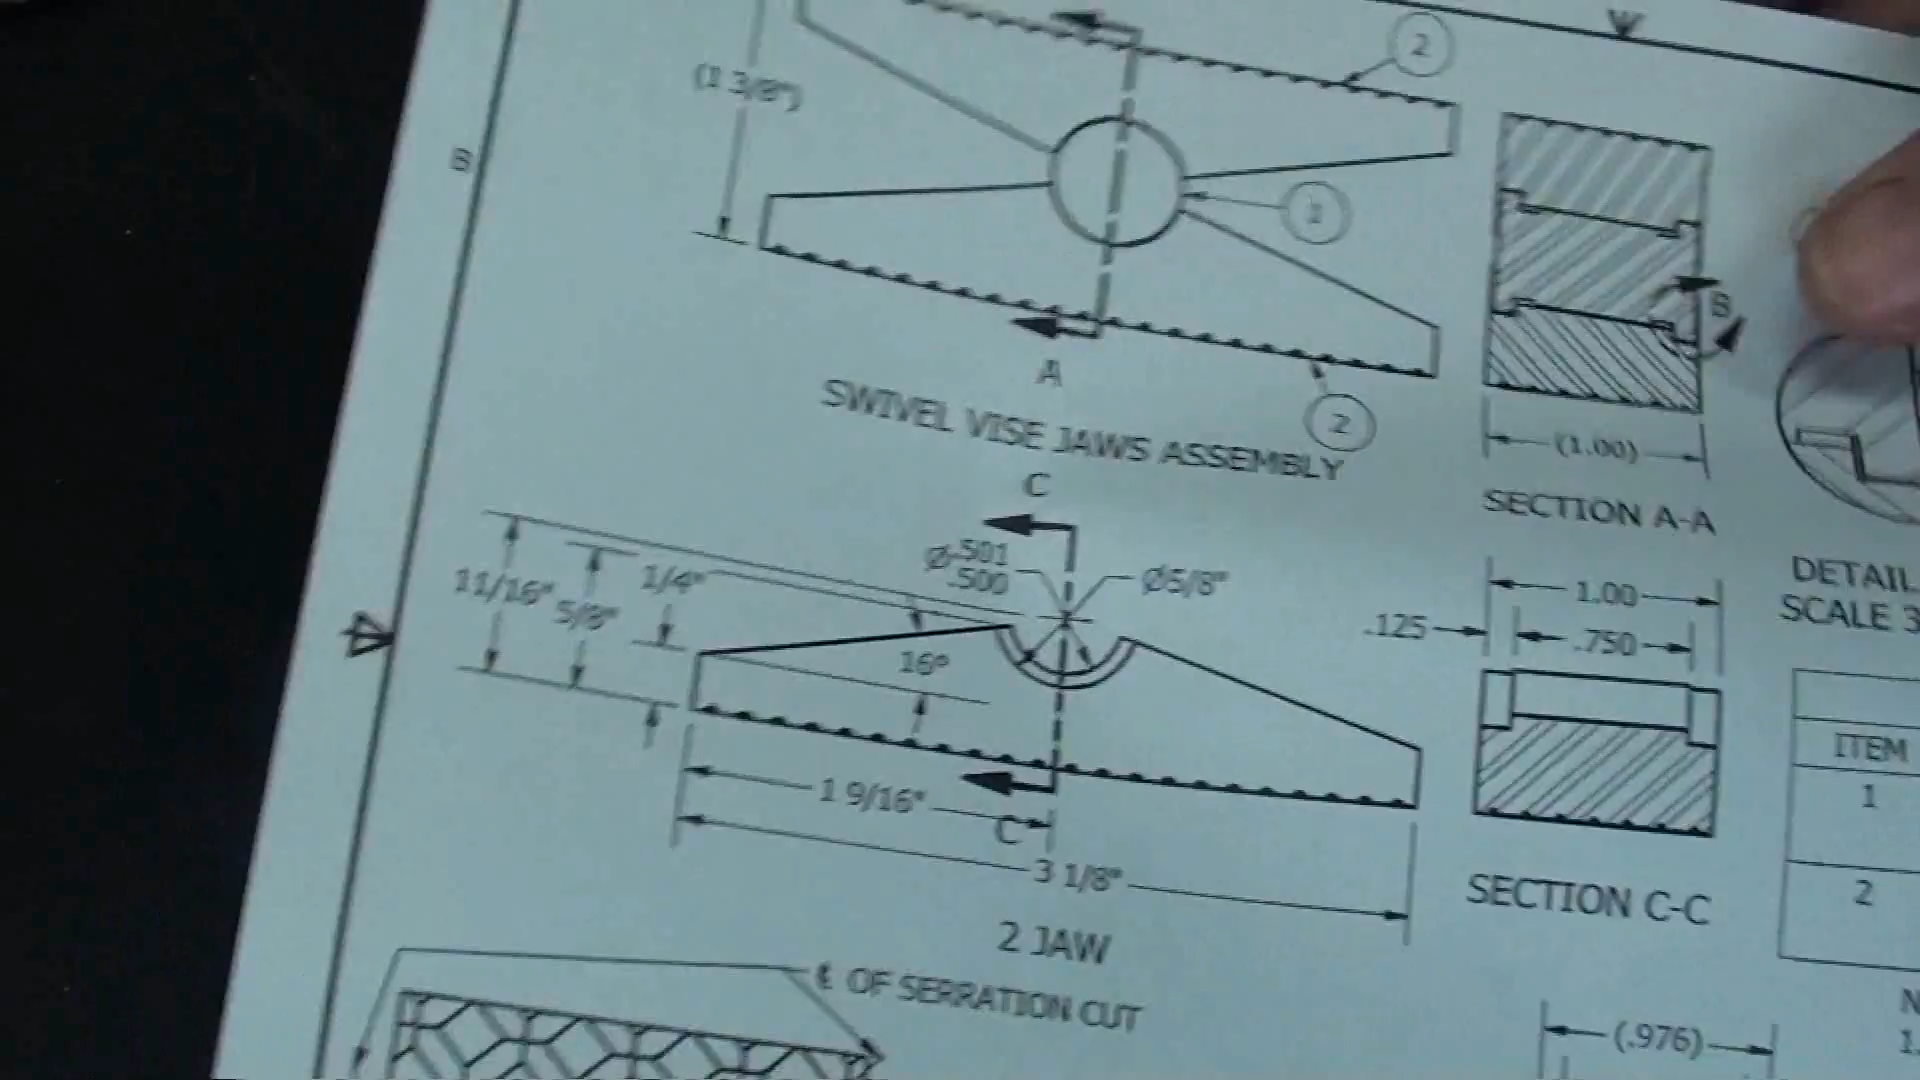 2
(1 3/8")
B
1
B
A
2
SWIVEL VISE JAWS ASSEMBLY
(1.00)
SECTION A-A
C
Ø.501
.500
Ø5/8"
11/16"
5/8"
1/4"
16°
1.00
.125
.750
DETAIL
SCALE 3
ITEM
1
2
1 9/16"
C
3 1/8"
SECTION C-C
2 JAW
℄ OF SERRATION CUT
(.976)
N
1.